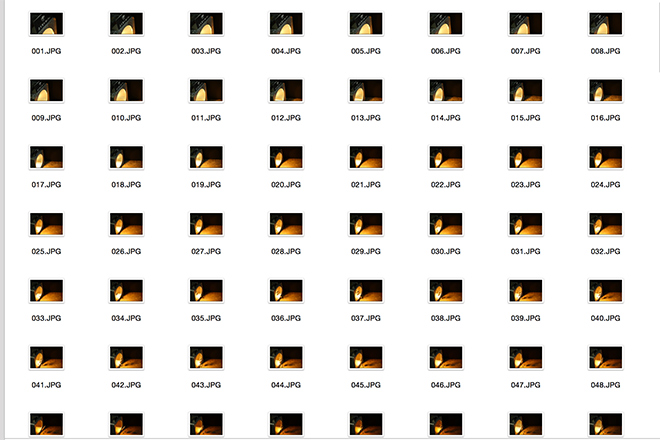 001.JPG 002.JPG 003.JPG 004.JPG 005.JPG 006.JPG 007.JPG 008.JPG
009.JPG 010.JPG 011.JPG 012.JPG 013.JPG 014.JPG 015.JPG 016.JPG
017.JPG 018.JPG 019.JPG 020.JPG 021.JPG 022.JPG 023.JPG 024.JPG
025.JPG 026.JPG 027.JPG 028.JPG 029.JPG 030.JPG 031.JPG 032.JPG
033.JPG 034.JPG 035.JPG 036.JPG 037.JPG 038.JPG 039.JPG 040.JPG
041.JPG 042.JPG 043.JPG 044.JPG 045.JPG 046.JPG 047.JPG 048.JPG